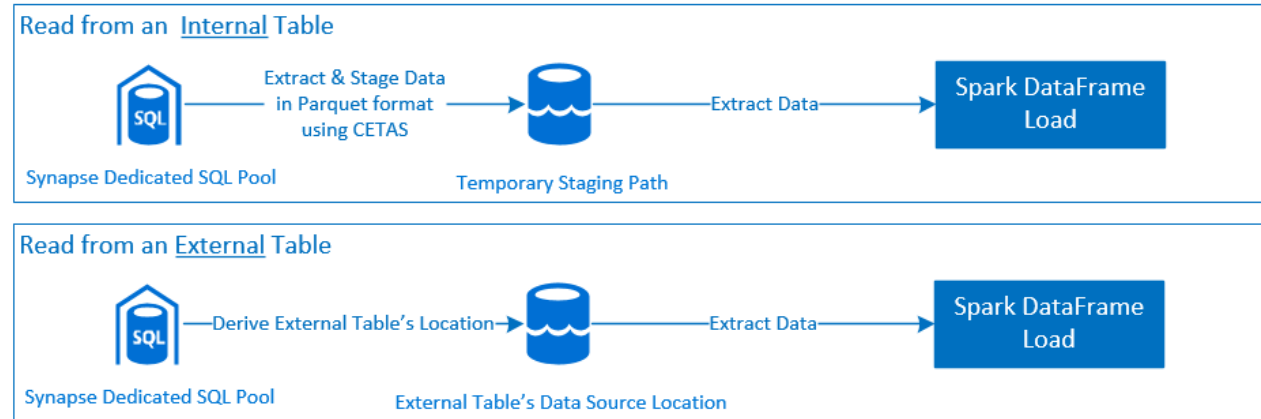 Read from an Internal Table
Extract & Stage Data
in Parquet format
using CETAS
SQL
Extract Data
Spark DataFrame
Load
Synapse Dedicated SQL Pool
Temporary Staging Path
Read from an External Table
SQL
Derive External Table's Location
Extract Data
Spark DataFrame
Load
Synapse Dedicated SQL Pool
External Table's Data Source Location